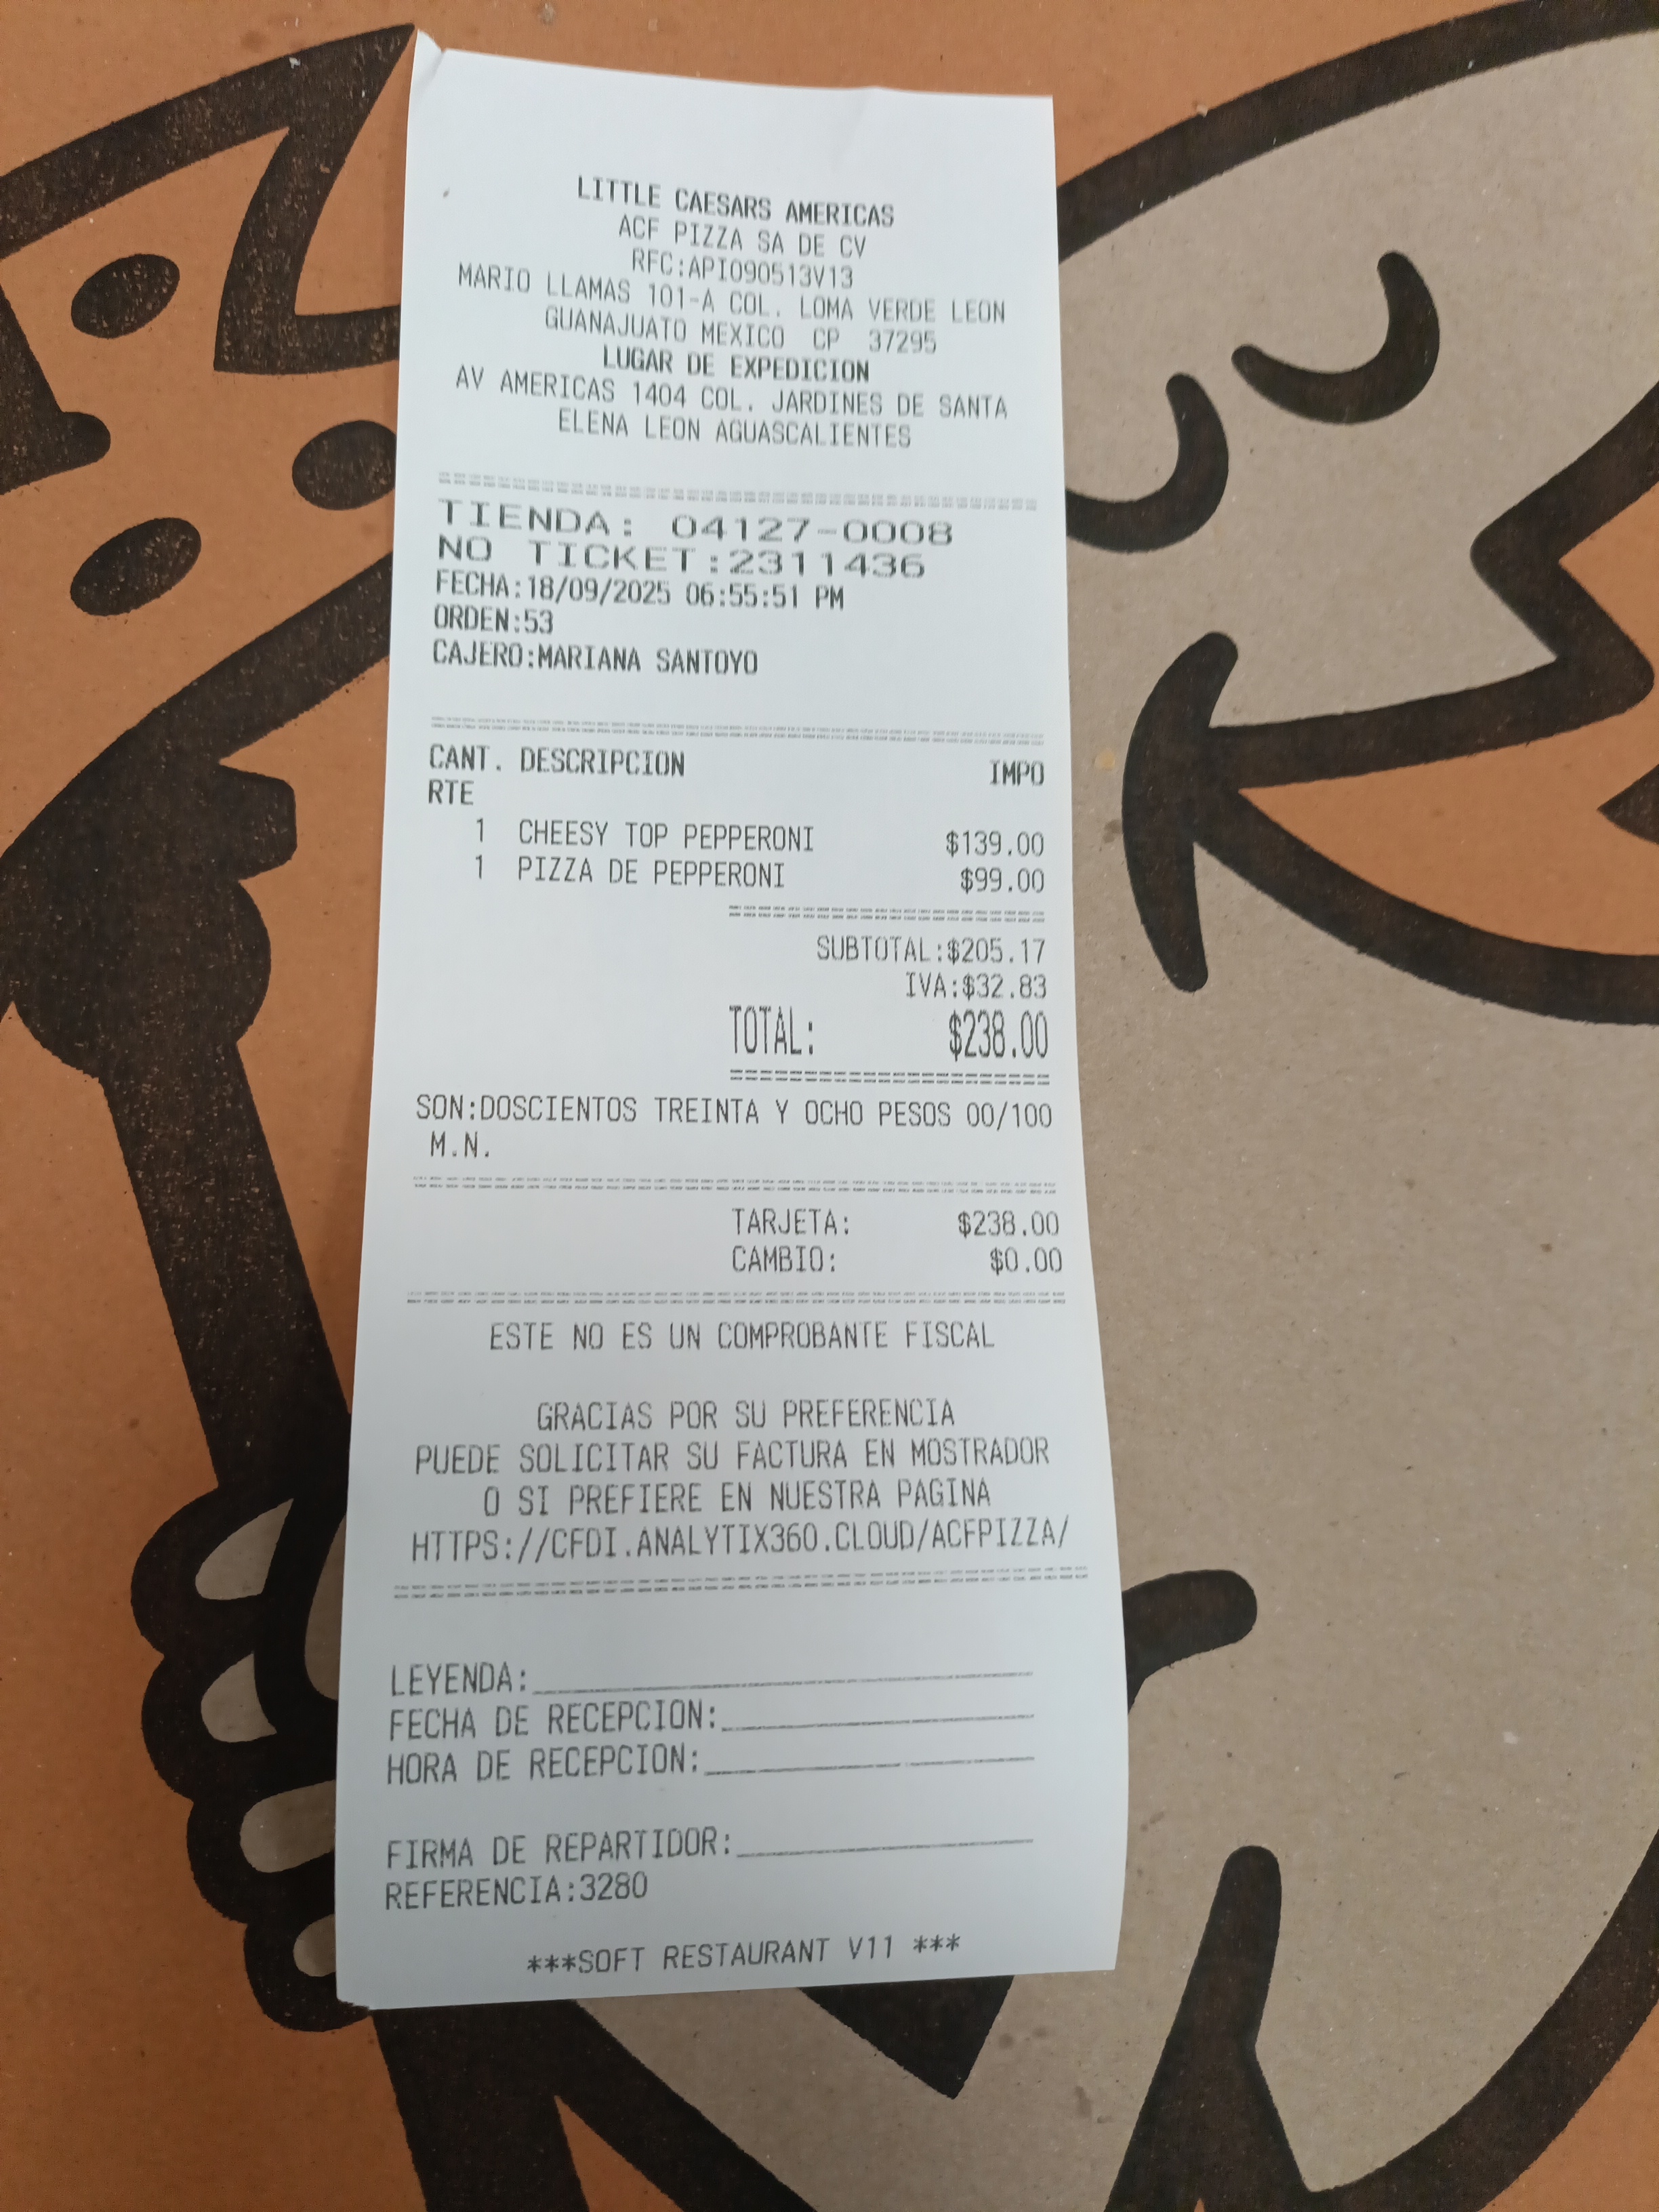 LITTLE CAESARS AMERICAS
ACF PIZZA SA DE CV
RFC:API090513V13
MARIO LLAMAS 101-A COL. LOMA VERDE LEON
GUANAJUATO MEXICO CP 37295
LUGAR DE EXPEDICION
AV AMERICAS 1404 COL. JARDINES DE SANTA
ELENA LEON AGUASCALIENTES
TIENDA: 04127-0008
NO TICKET:2311436
FECHA:18/09/2025 06:55:51 PM
ORDEN:53
CAJERO:MARIANA SANTOYO
CANT. DESCRIPCION IMPO
RTE
1 CHEESY TOP PEPPERONI $139.00
1 PIZZA DE PEPPERONI $99.00
SUBTOTAL:$205.17
IVA:$32.83
TOTAL: $238.00
SON:DOSCIENTOS TREINTA Y OCHO PESOS 00/100
M.N.
TARJETA: $238.00
CAMBIO: $0.00
ESTE NO ES UN COMPROBANTE FISCAL
GRACIAS POR SU PREFERENCIA
PUEDE SOLICITAR SU FACTURA EN MOSTRADOR
O SI PREFIERE EN NUESTRA PAGINA
HTTPS://CFDI.ANALYTIX360.CLOUD/ACFPIZZA/
LEYENDA:
FECHA DE RECEPCION:
HORA DE RECEPCION:
FIRMA DE REPARTIDOR:
REFERENCIA:3280
***SOFT RESTAURANT V11 ***